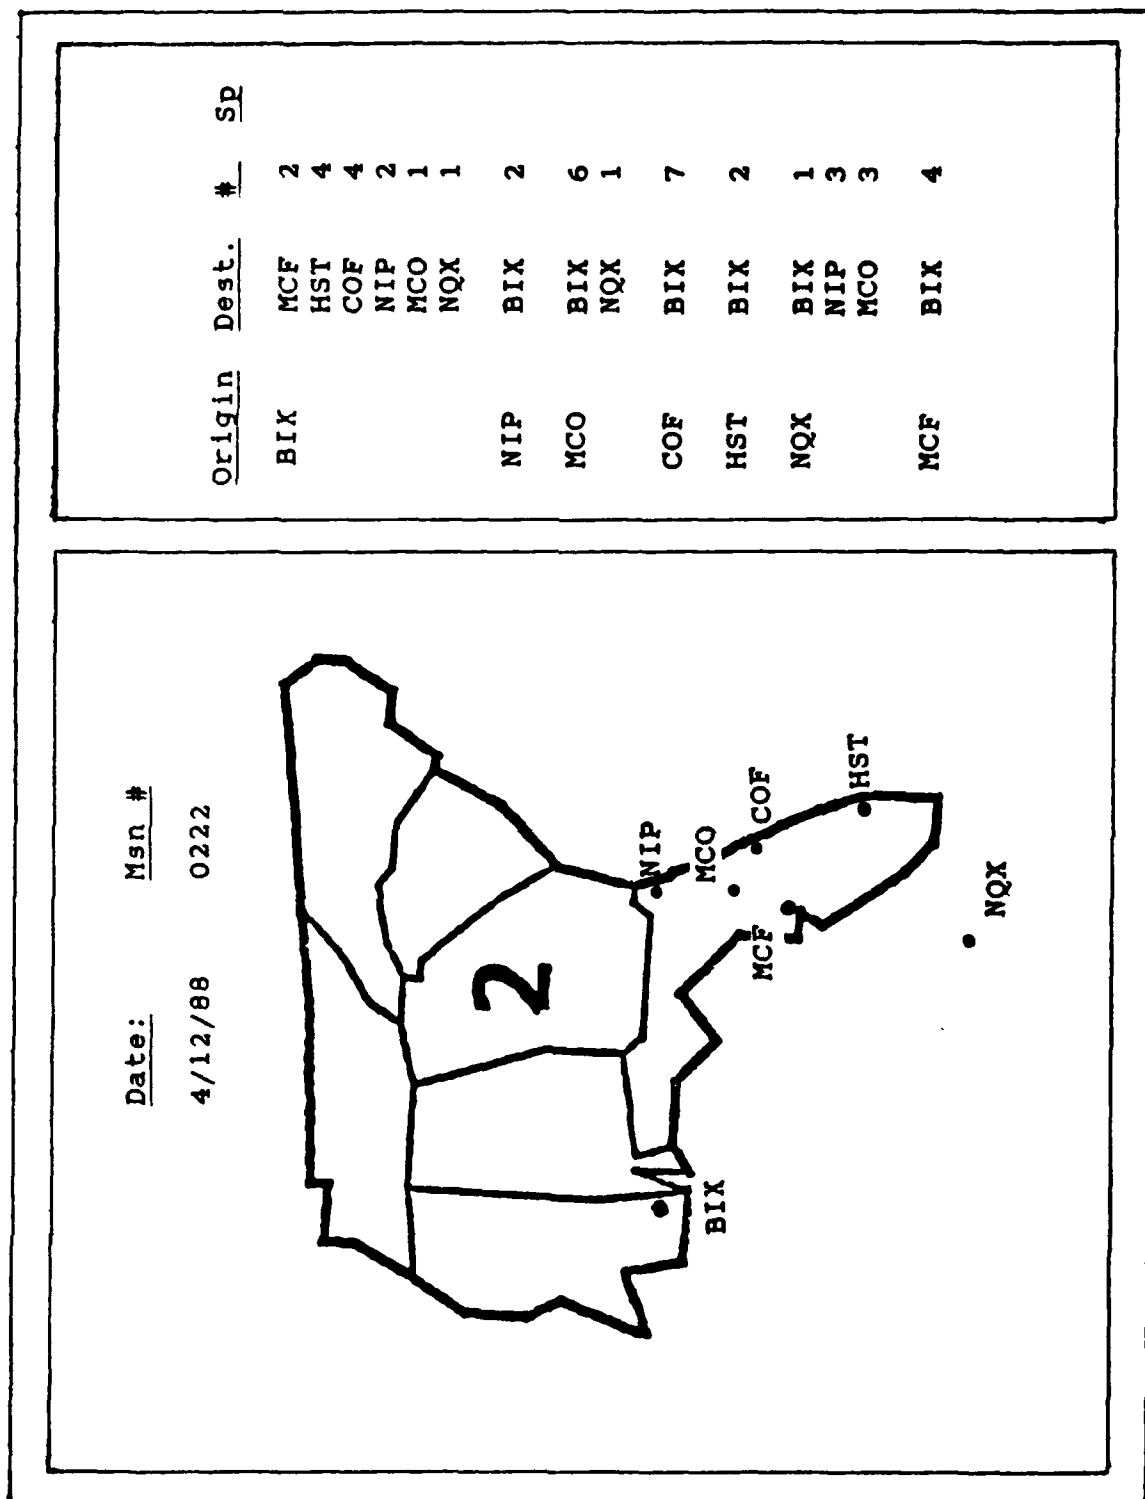 Date: Msn #
4/12/88 0222
2
NIP
MCO
COF
HST
MCF
BIX
NQX
Origin Dest. # Sp
BIX MCF 2
HST 4
COF 4
NIP 2
MCO 1
NQX 1
NIP BIX 2
MCO BIX 6
NQX 1
COF BIX 7
HST BIX 2
NQX BIX 1
NIP 3
MCO 3
MCF BIX 4